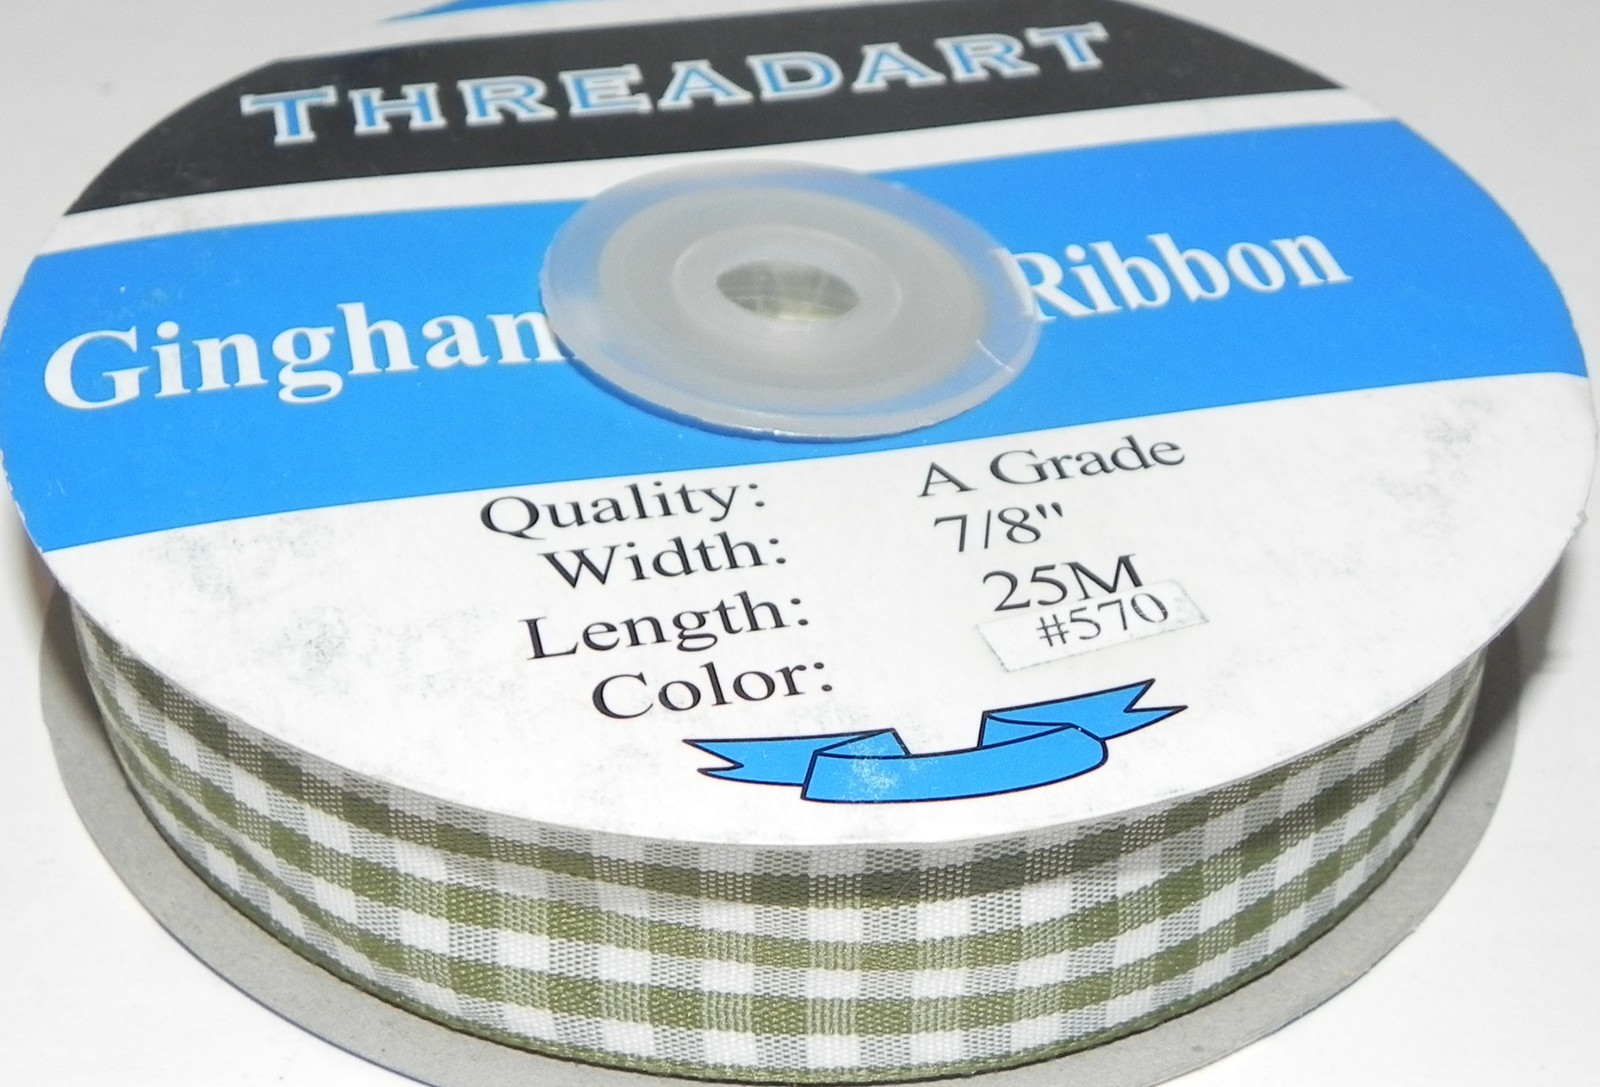 THREADART
Gingham Ribbon
Quality: A Grade
Width: 7/8"
Length: 25M
Color: #570